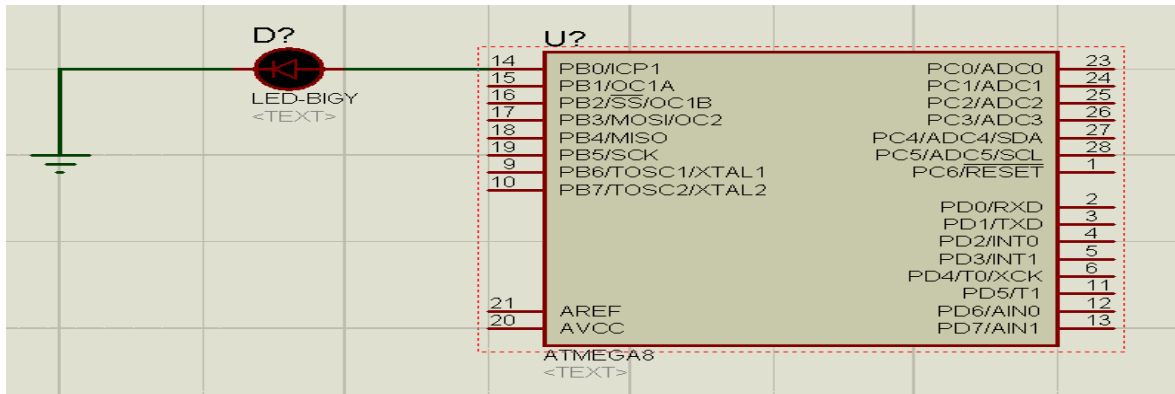 D?
LED-BIGY
<TEXT>
U?
14 PB0/ICP1
15 PB1/OC1A
16 PB2/SS/OC1B
17 PB3/MOSI/OC2
18 PB4/MISO
19 PB5/SCK
9 PB6/TOSC1/XTAL1
10 PB7/TOSC2/XTAL2
21 AREF
20 AVCC
PC0/ADC0 23
PC1/ADC1 24
PC2/ADC2 25
PC3/ADC3 26
PC4/ADC4/SDA 27
PC5/ADC5/SCL 28
PC6/RESET 1
PD0/RXD 2
PD1/TXD 3
PD2/INT0 4
PD3/INT1 5
PD4/T0/XCK 6
PD5/T1 11
PD6/AIN0 12
PD7/AIN1 13
ATMEGA8
<TEXT>